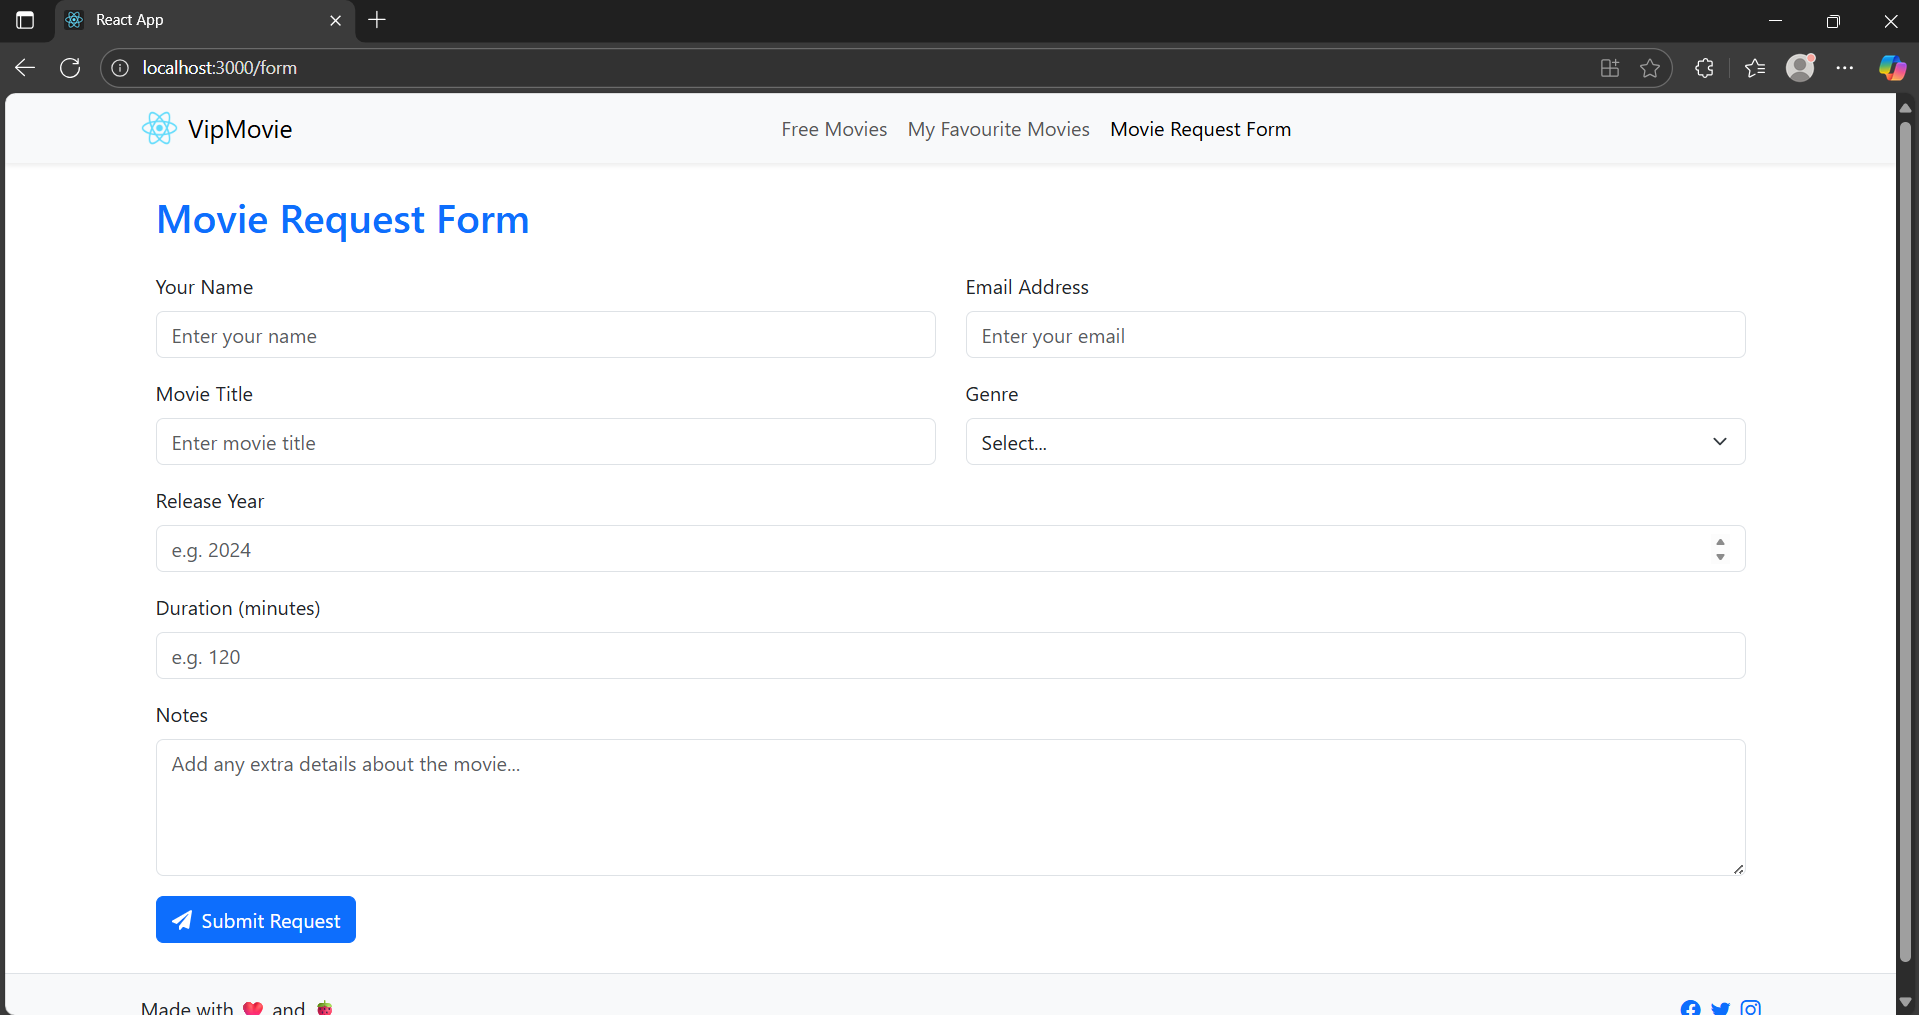 React App
localhost:3000/form
VipMovie
Free Movies My Favourite Movies Movie Request Form
Movie Request Form
Your Name Email Address
Enter your name Enter your email
Movie Title Genre
Enter movie title Select...
Release Year
e.g. 2024
Duration (minutes)
e.g. 120
Notes
Add any extra details about the movie...
Submit Request
Made with ❤️ and 🍓